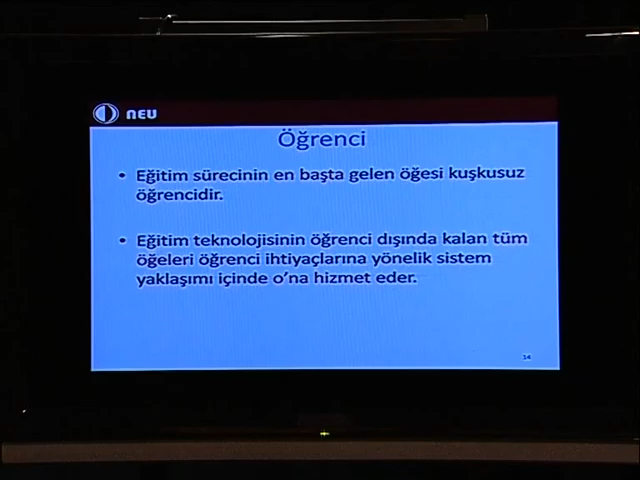 NEU
Öğrenci
• Eğitim sürecinin en başta gelen öğesi kuşkusuz
öğrencidir.
• Eğitim teknolojisinin öğrenci dışında kalan tüm
öğeleri öğrenci ihtiyaçlarına yönelik sistem
yaklaşımı içinde o’na hizmet eder.
14